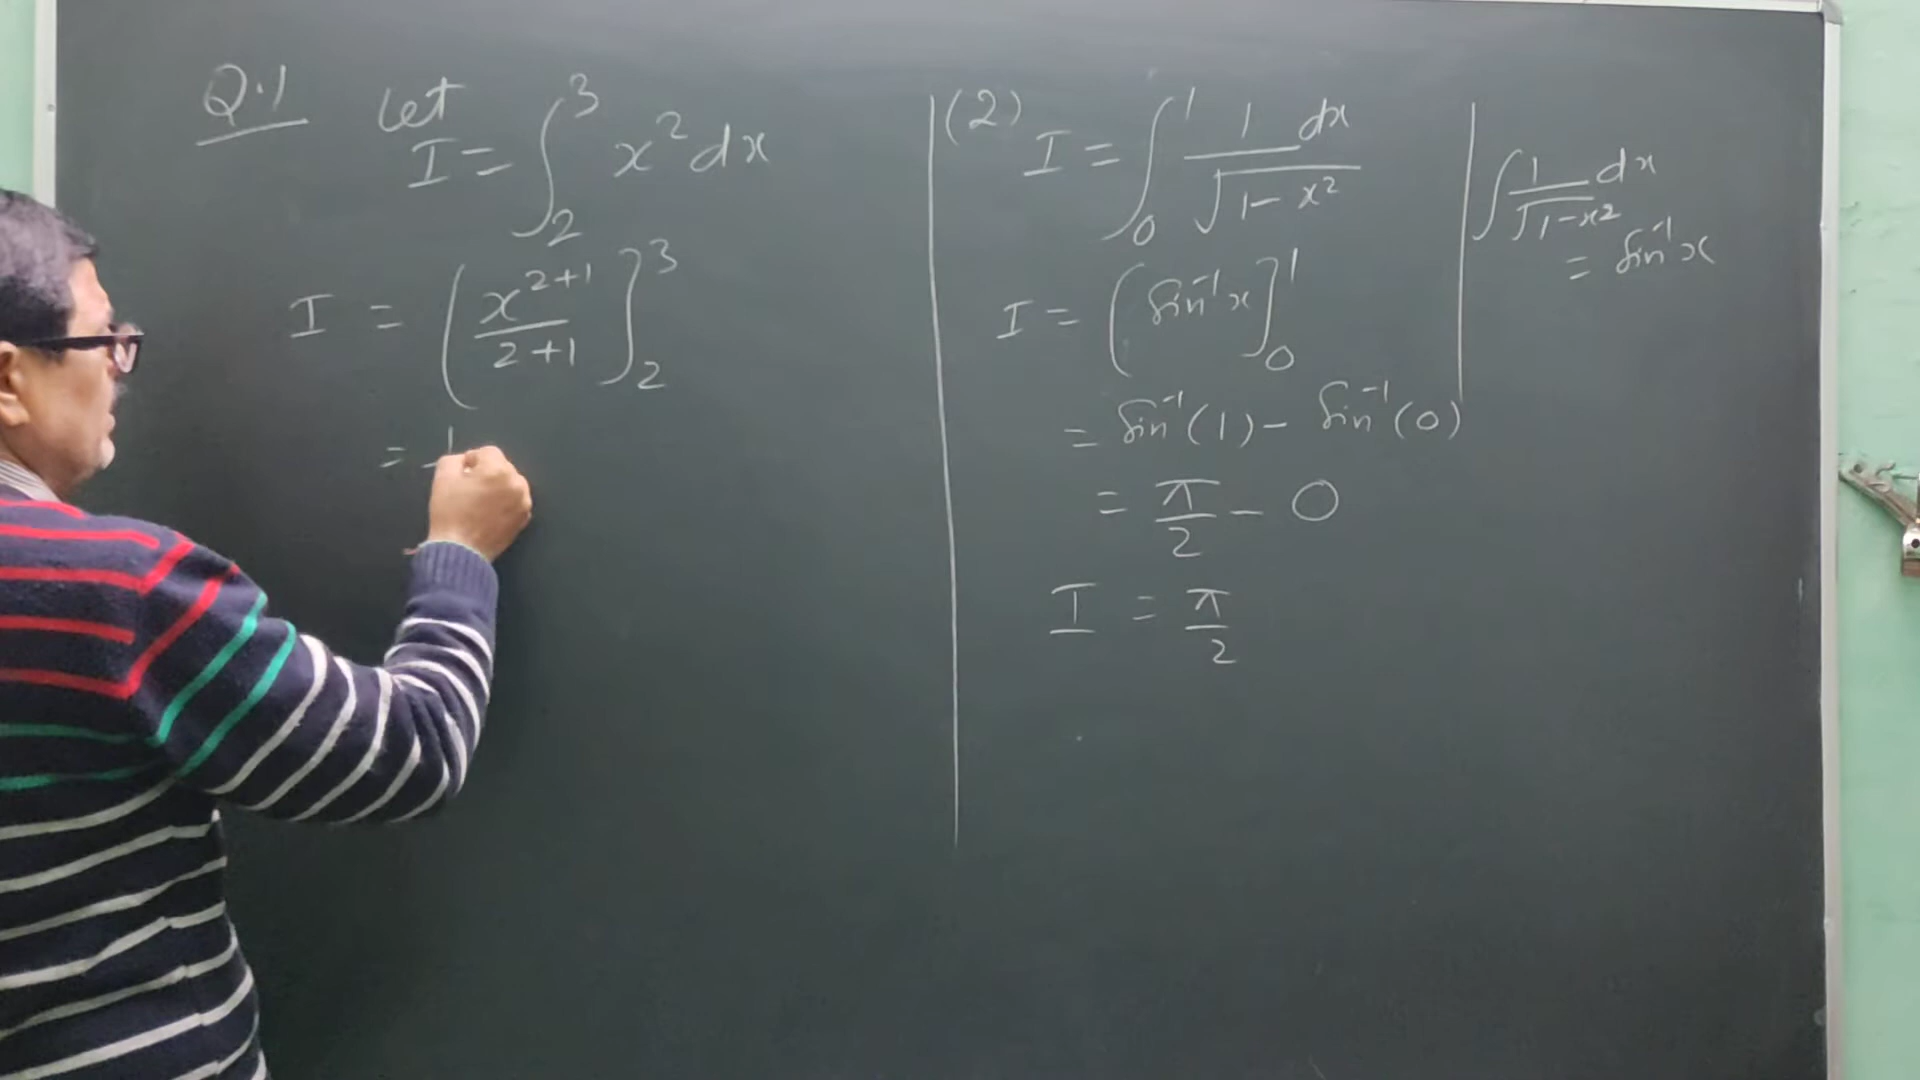 Q.1 Let
I = ∫₂³ x² dx
I = [x²⁺¹/2+1]₂³
= 1
(2) I = ∫₀¹ 1/√1-x² dx
I = [sin⁻¹x]₀¹
= sin⁻¹(1) - sin⁻¹(0)
= π/2 - 0
I = π/2
∫ 1/√1-x² dx
= sin⁻¹x